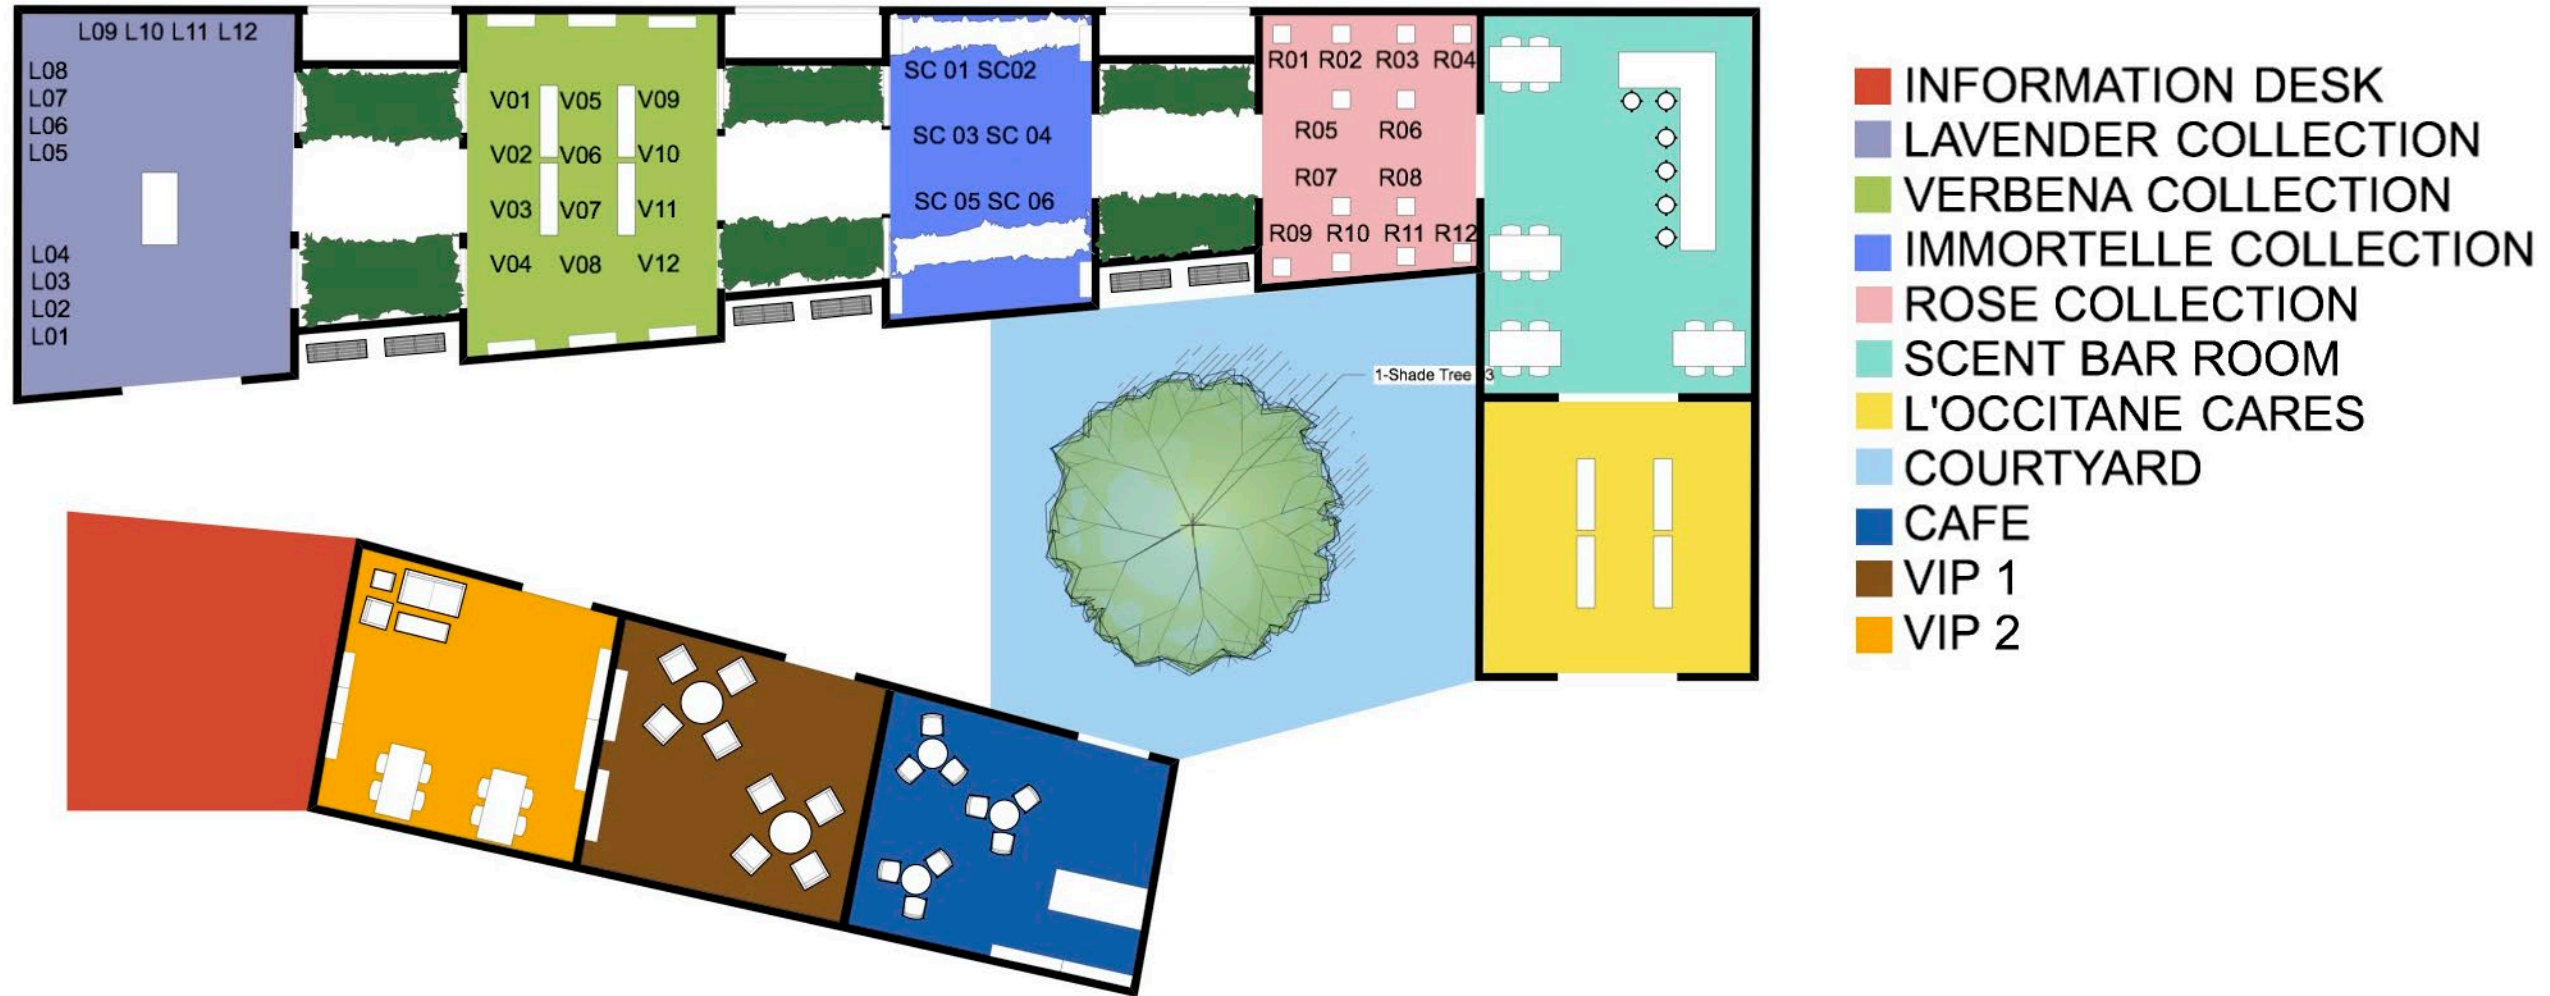 L09 L10 L11 L12
L08
L07
L06
L05
L04
L03
L02
L01
V01 V05 V09
V02 V06 V10
V03 V07 V11
V04 V08 V12
SC 01 SC02
SC 03 SC 04
SC 05 SC 06
R01 R02 R03 R04
R05 R06
R07 R08
R09 R10 R11 R12
1-Shade Tree 03
INFORMATION DESK
LAVENDER COLLECTION
VERBENA COLLECTION
IMMORTELLE COLLECTION
ROSE COLLECTION
SCENT BAR ROOM
L'OCCITANE CARES
COURTYARD
CAFE
VIP 1
VIP 2